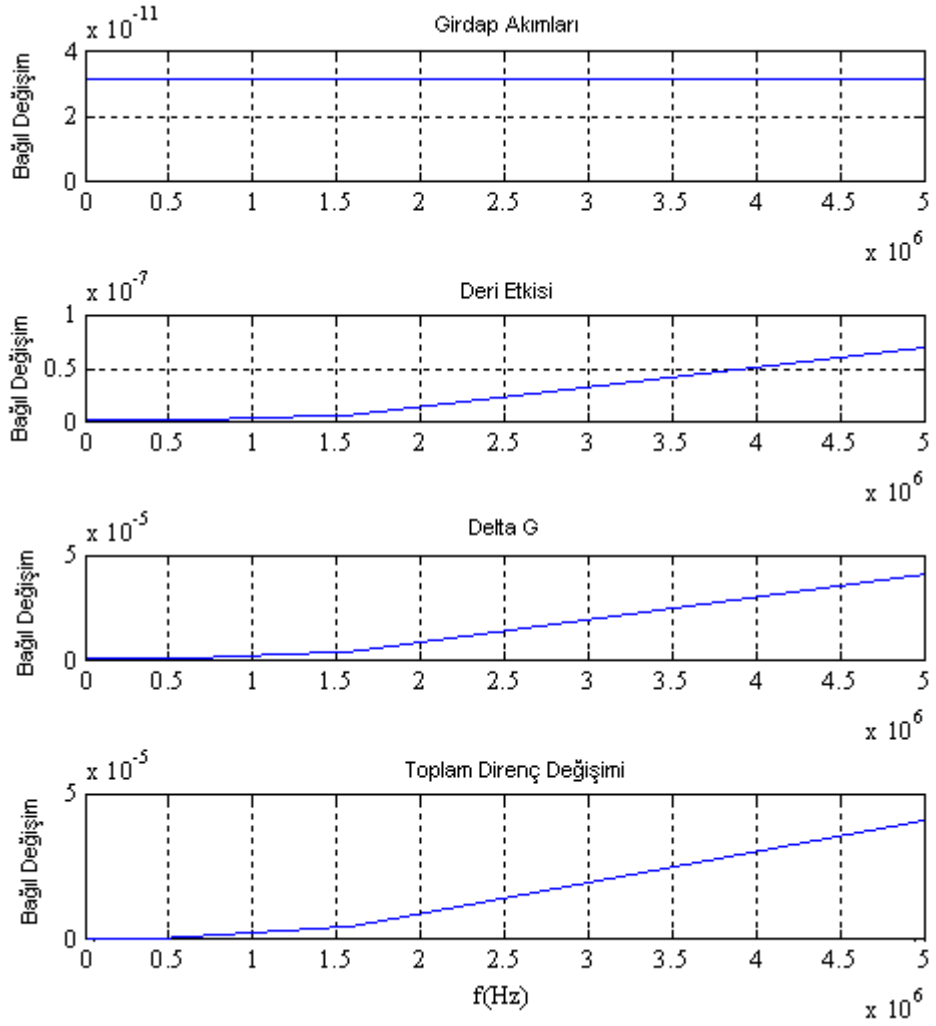 Girdap Akımları
x 10^-11
Bağıl Değişim
4
2
0
0 0.5 1 1.5 2 2.5 3 3.5 4 4.5 5
x 10^6
Deri Etkisi
x 10^-7
Bağıl Değişim
1
0.5
0
0 0.5 1 1.5 2 2.5 3 3.5 4 4.5 5
x 10^6
Delta G
x 10^-5
Bağıl Değişim
5
0
0 0.5 1 1.5 2 2.5 3 3.5 4 4.5 5
x 10^6
Toplam Direnç Değişimi
x 10^-5
Bağıl Değişim
5
0
0 0.5 1 1.5 2 2.5 3 3.5 4 4.5 5
f(Hz)
x 10^6